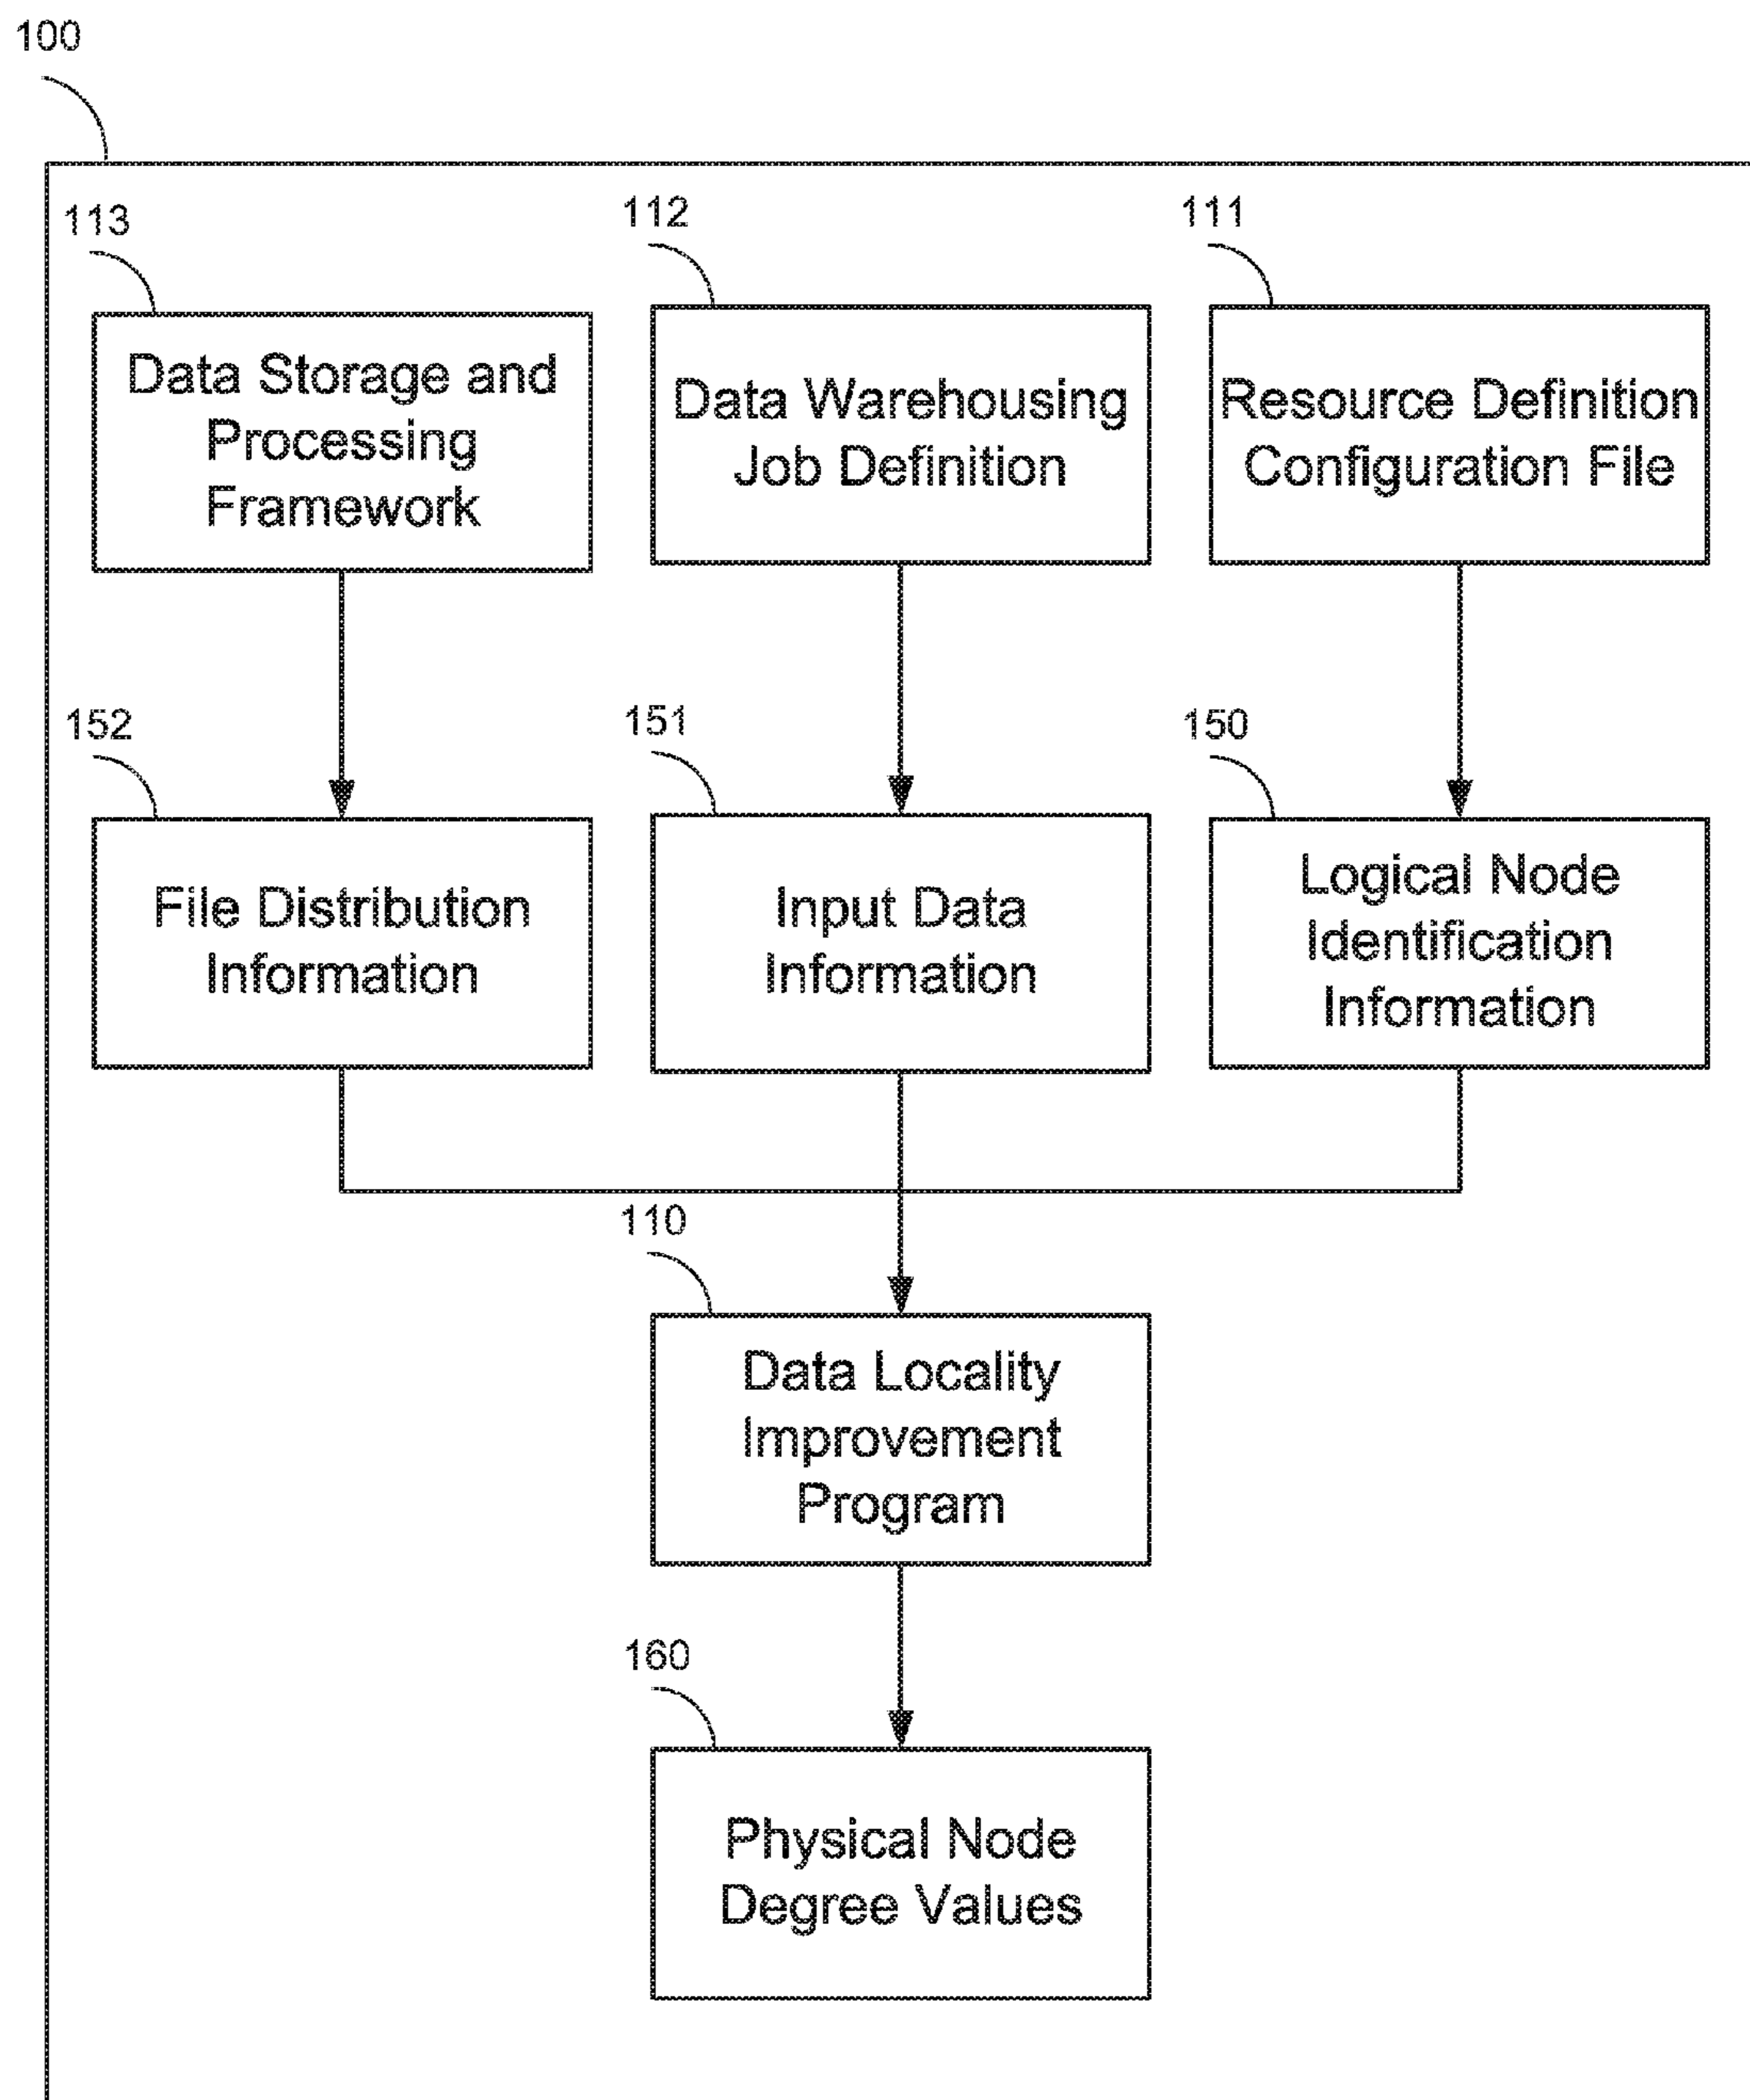 100
113
112
111
Data Storage and
Processing
Framework
Data Warehousing
Job Definition
Resource Definition
Configuration File
152
151
150
File Distribution
Information
Input Data
Information
Logical Node
Identification
Information
110
Data Locality
Improvement
Program
160
Physical Node
Degree Values